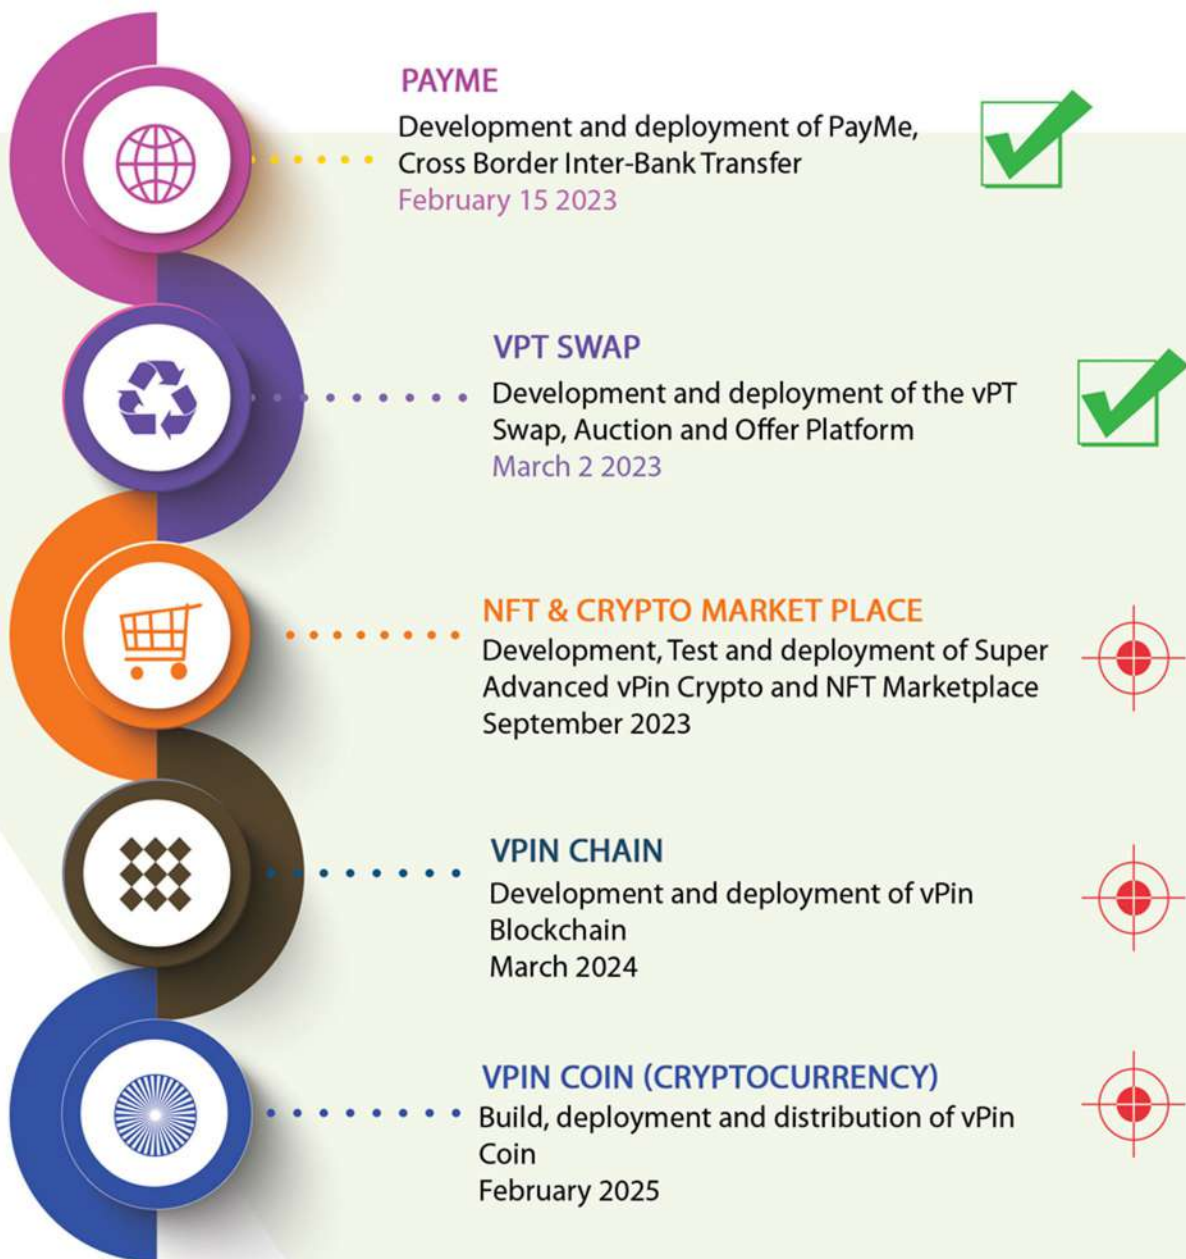 PAYME
Development and deployment of PayMe,
Cross Border Inter-Bank Transfer
February 15 2023
VPT SWAP
Development and deployment of the vPT
Swap, Auction and Offer Platform
March 2 2023
NFT & CRYPTO MARKET PLACE
Development, Test and deployment of Super
Advanced vPin Crypto and NFT Marketplace
September 2023
VPIN CHAIN
Development and deployment of vPin
Blockchain
March 2024
VPIN COIN (CRYPTOCURRENCY)
Build, deployment and distribution of vPin
Coin
February 2025